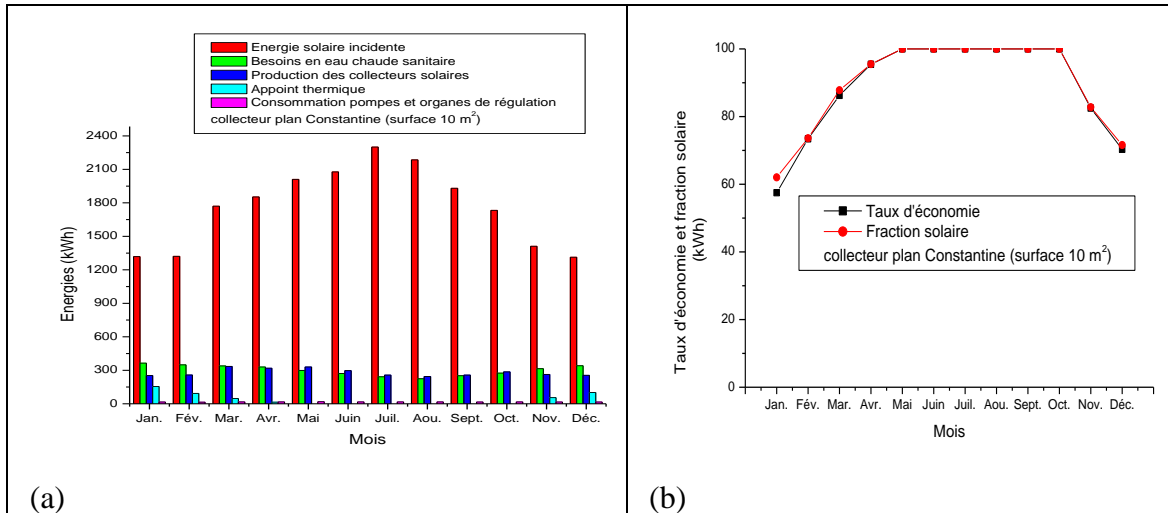 Energie solaire incidente
Besoins en eau chaude sanitaire
Production des collecteurs solaires
Appoint thermique
Consommation pompes et organes de régulation
collecteur plan Constantine (surface 10 m²)
2400
2100
1800
1500
1200
900
600
300
0
Energies (kWh)
Jan. Fév. Mar. Avr. Mai Juin Juil. Aou. Sept. Oct. Nov. Déc.
Mois
(a)
100
80
60
40
20
0
Taux d'économie et fraction solaire
(kWh)
Taux d'économie
Fraction solaire
collecteur plan Constantine (surface 10 m²)
Jan. Fév. Mar. Avr. Mai Juin Juil. Aou. Sept. Oct. Nov. Déc.
Mois
(b)